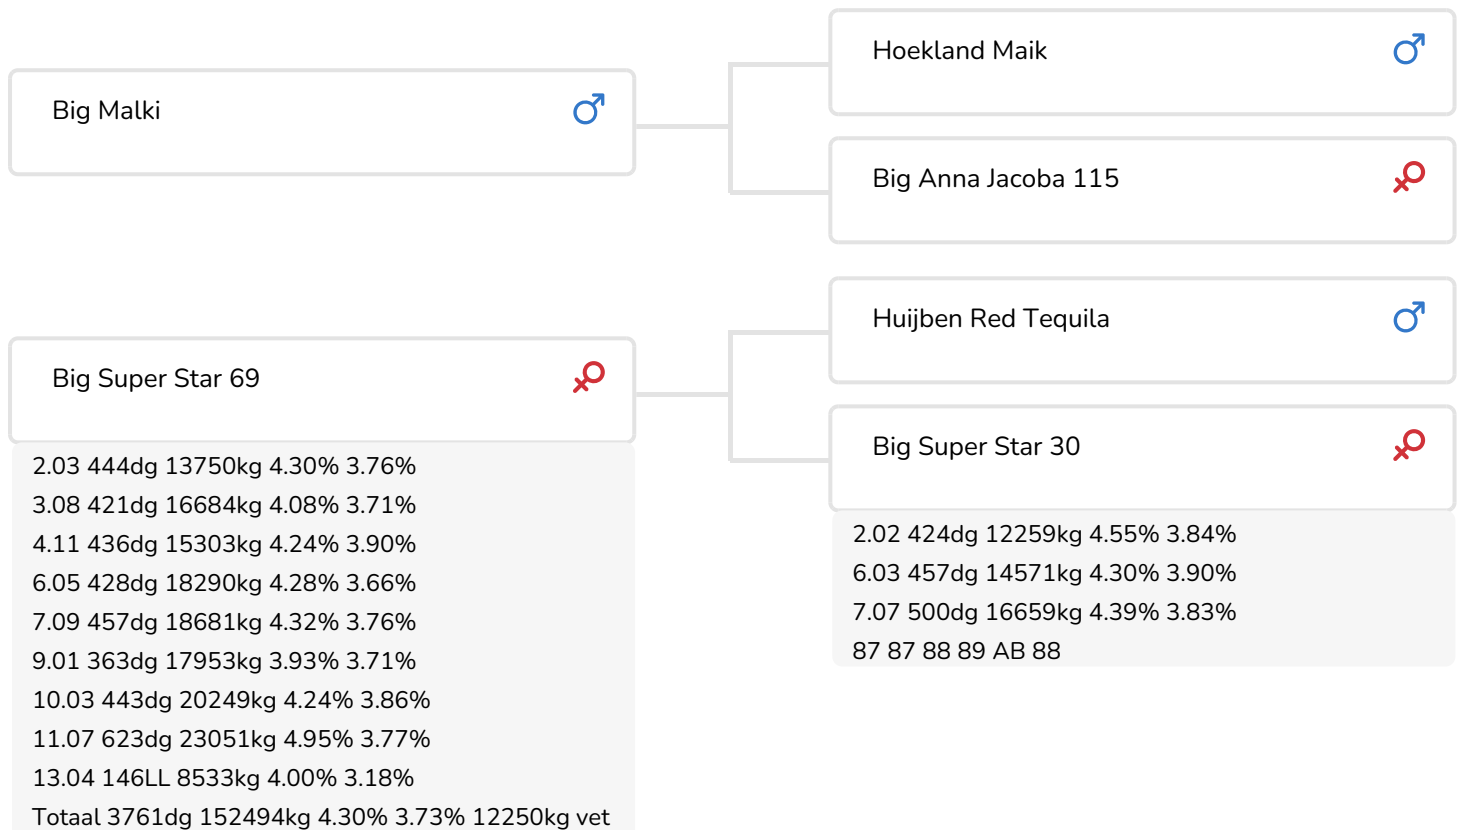 Big Malki
Hoekland Maik
Big Anna Jacoba 115
Big Super Star 69
2.03 444dg 13750kg 4.30% 3.76%
3.08 421dg 16684kg 4.08% 3.71%
4.11 436dg 15303kg 4.24% 3.90%
6.05 428dg 18290kg 4.28% 3.66%
7.09 457dg 18681kg 4.32% 3.76%
9.01 363dg 17953kg 3.93% 3.71%
10.03 443dg 20249kg 4.24% 3.86%
11.07 623dg 23051kg 4.95% 3.77%
13.04 146LL 8533kg 4.00% 3.18%
Totaal 3761dg 152494kg 4.30% 3.73% 12250kg vet
Huijben Red Tequila
Big Super Star 30
2.02 424dg 12259kg 4.55% 3.84%
6.03 457dg 14571kg 4.30% 3.90%
7.07 500dg 16659kg 4.39% 3.83%
87 87 88 89 AB 88